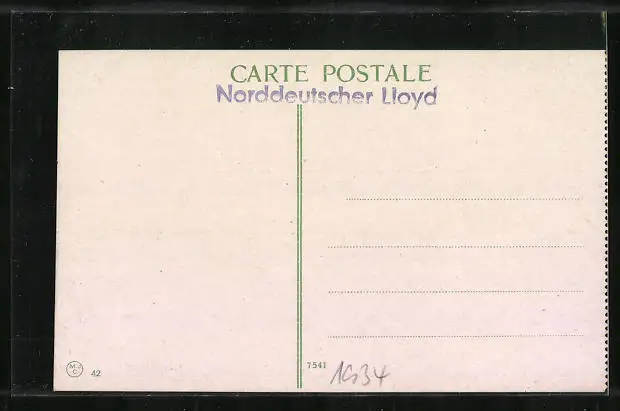 CARTE POSTALE
Norddeutscher Lloyd
M.J.
C
42
7541
1934